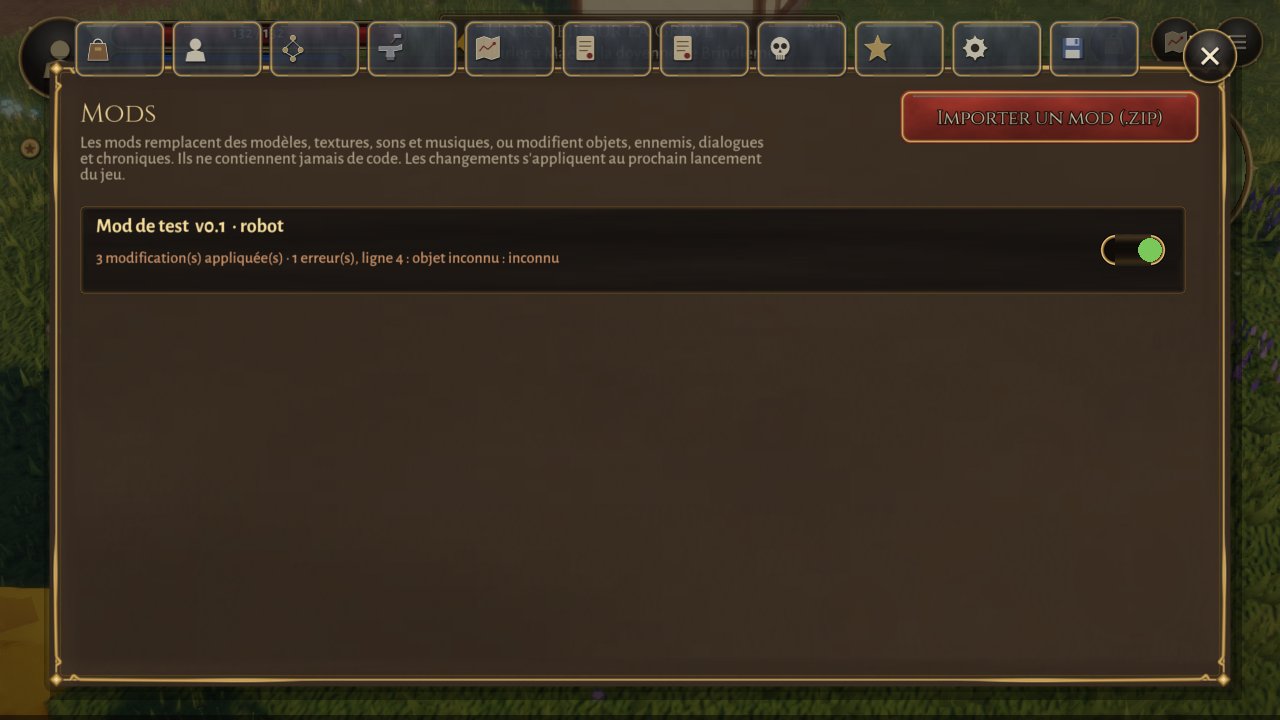 Mods
Importer un mod (.zip)
Les mods remplacent des modèles, textures, sons et musiques, ou modifient objets, ennemis, dialogues
et chroniques. Ils ne contiennent jamais de code. Les changements s'appliquent au prochain lancement
du jeu.
Mod de test v0.1 · robot
3 modification(s) appliquée(s) · 1 erreur(s), ligne 4 : objet inconnu : inconnu